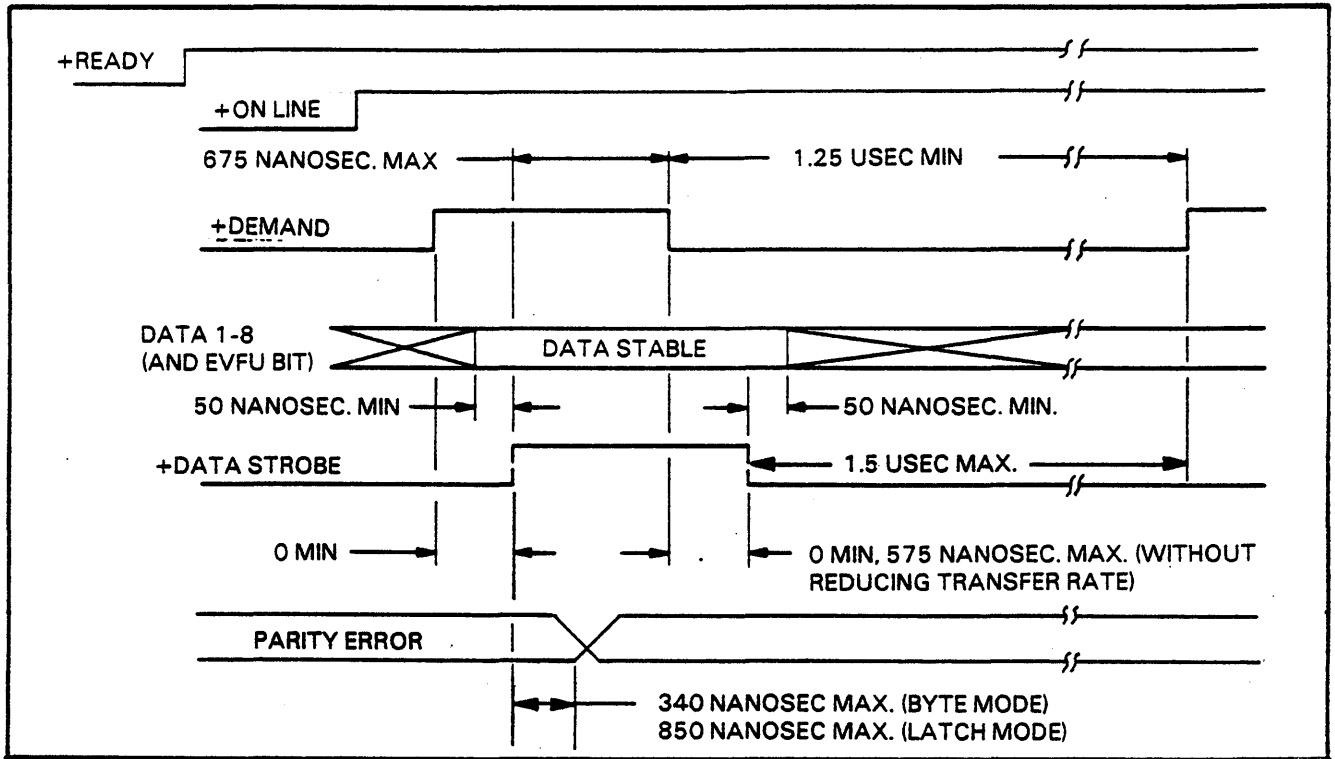 +READY
+ON LINE
675 NANOSEC. MAX
1.25 USEC MIN
+DEMAND
DATA 1-8
(AND EVFU BIT)
DATA STABLE
50 NANOSEC. MIN
50 NANOSEC. MIN.
+DATA STROBE
1.5 USEC MAX.
0 MIN
0 MIN, 575 NANOSEC. MAX. (WITHOUT
REDUCING TRANSFER RATE)
PARITY ERROR
340 NANOSEC MAX. (BYTE MODE)
850 NANOSEC MAX. (LATCH MODE)